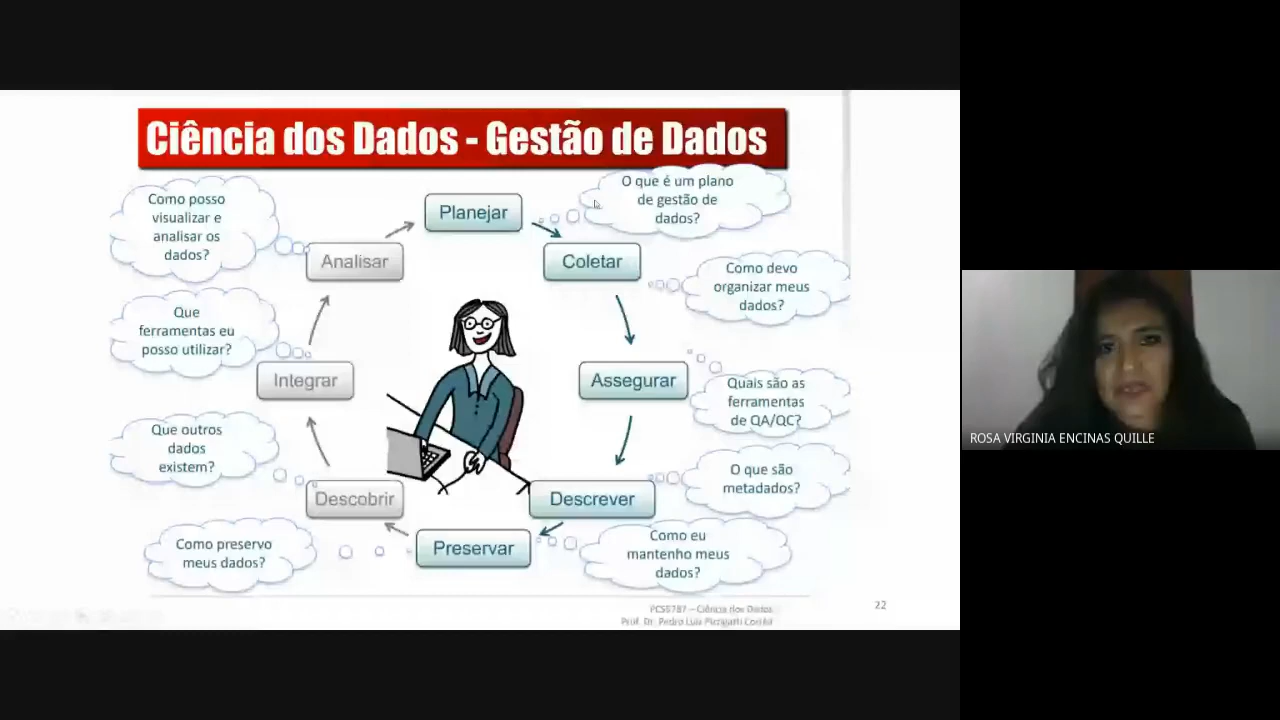 Ciência dos Dados - Gestão de Dados
Como posso
visualizar e
analisar os
dados?
Planejar
O que é um plano
de gestão de
dados?
Analisar
Coletar
Como devo
organizar meus
dados?
Que
ferramentas eu
posso utilizar?
Integrar
Assegurar
Quais são as
ferramentas
de QA/QC?
Que outros
dados
existem?
Descobrir
Descrever
O que são
metadados?
Como preservo
meus dados?
Preservar
Como eu
mantenho meus
dados?
PCS5787 – Ciência dos Dados
Prof. Dr. Pedro Luiz Pizzigatti Corrêa
22
ROSA VIRGINIA ENCINAS QUILLE